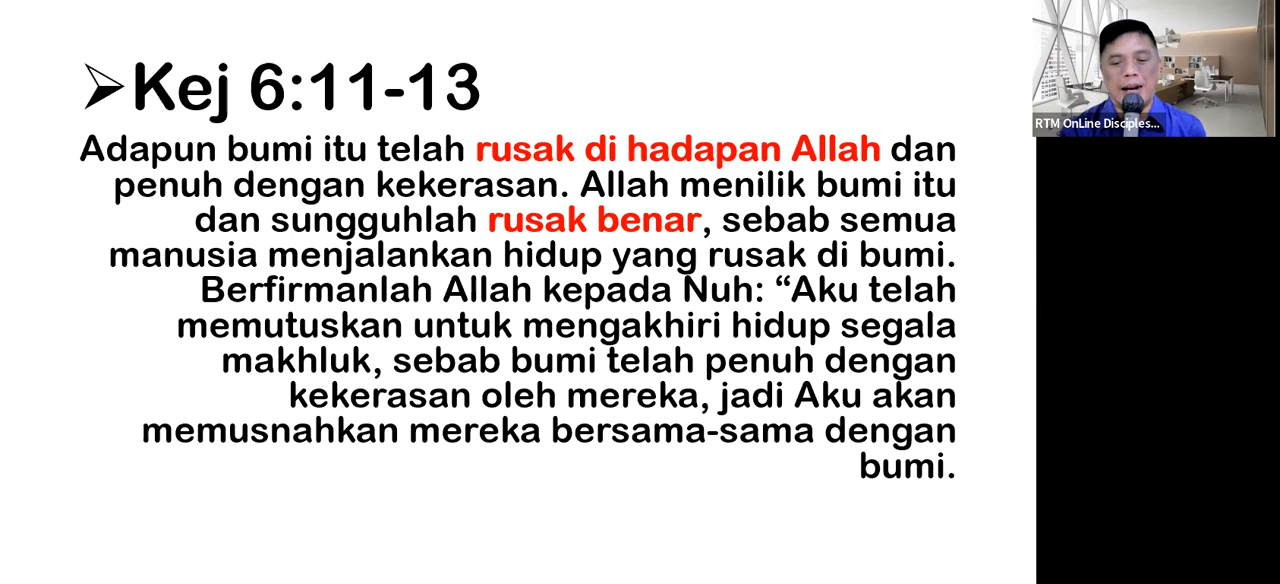 Kej 6:11-13
Adapun bumi itu telah rusak di hadapan Allah dan
penuh dengan kekerasan. Allah menilik bumi itu
dan sungguhlah rusak benar, sebab semua
manusia menjalankan hidup yang rusak di bumi.
Berfirmanlah Allah kepada Nuh: “Aku telah
memutuskan untuk mengakhiri hidup segala
makhluk, sebab bumi telah penuh dengan
kekerasan oleh mereka, jadi Aku akan
memusnahkan mereka bersama-sama dengan
bumi.
RTM OnLine Disciples...